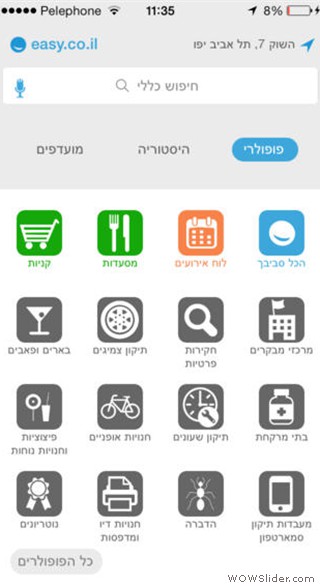 Pelephone 11:35 8%
easy.co.il
השוק 7, תל אביב יפו
חיפוש כללי
פופולרי היסטוריה מועדפים
הכל סביבך לוח אירועים מסעדות קניות
מרכזי מבקרים חקירות תיקון צמיגים בארים ופאבים
פרטיות
בתי מרקחת תיקון שעונים חנויות אופניים פיצוציות
וחנויות נוחות
מעבדות תיקון הדברה חנויות דיו נוטריונים
סמארטפון ומדפסות
כל הפופולרים
WOWSlider.com